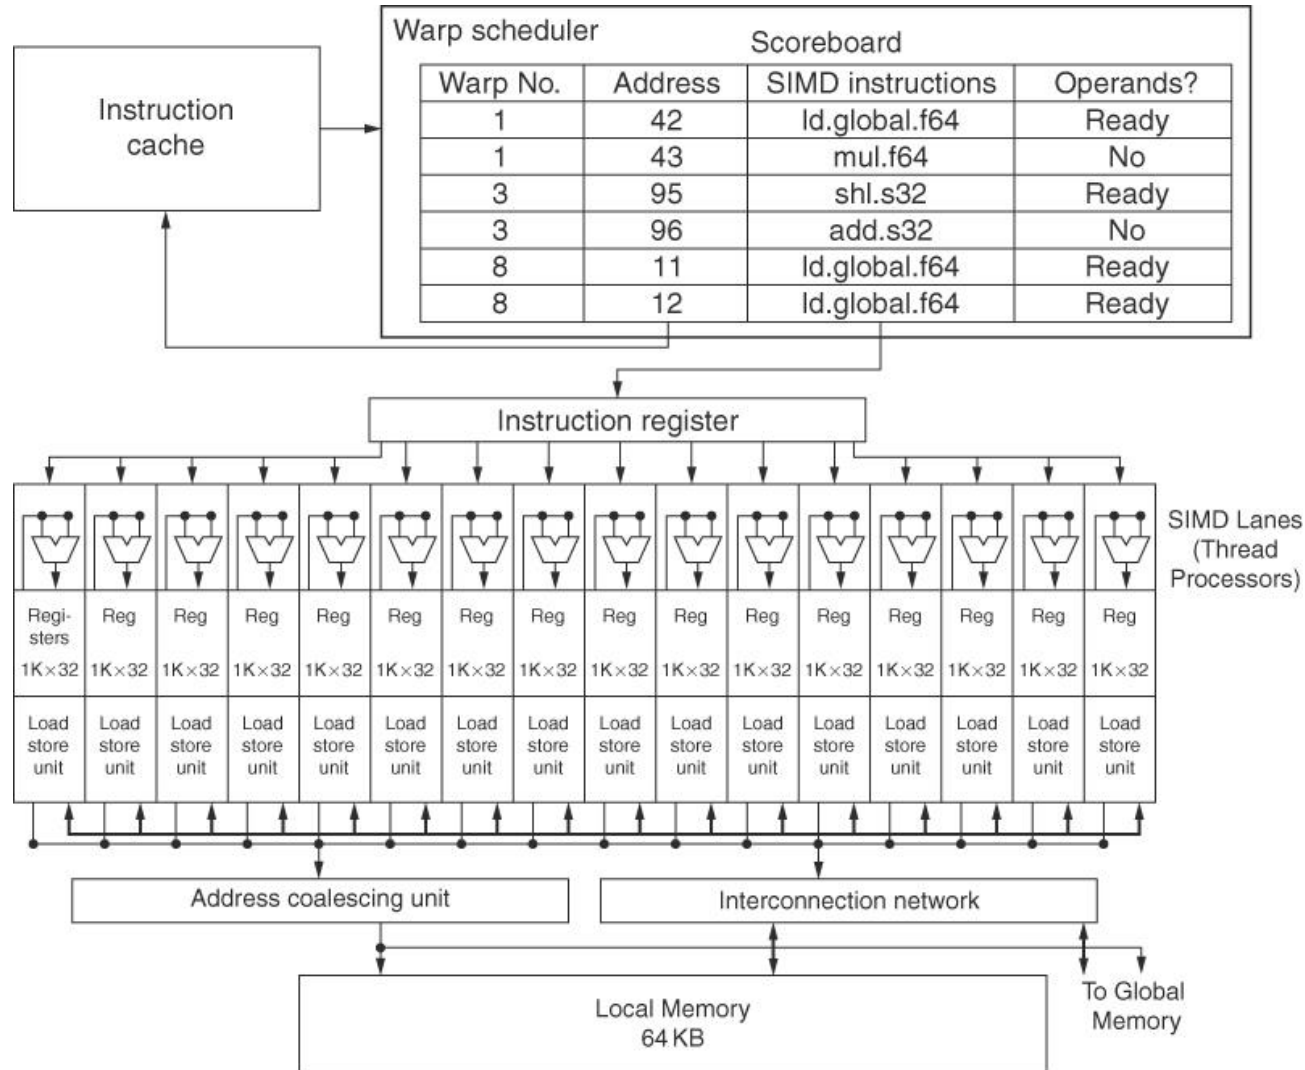 Warp scheduler
Scoreboard
Instruction
cache
Warp No. Address SIMD instructions Operands?
1 42 ld.global.f64 Ready
1 43 mul.f64 No
3 95 shl.s32 Ready
3 96 add.s32 No
8 11 ld.global.f64 Ready
8 12 ld.global.f64 Ready
Instruction register
SIMD Lanes
(Thread
Processors)
Regi- Reg Reg Reg Reg Reg Reg Reg Reg Reg Reg Reg Reg Reg Reg Reg
sters
1K×32 1K×32 1K×32 1K×32 1K×32 1K×32 1K×32 1K×32 1K×32 1K×32 1K×32 1K×32 1K×32 1K×32 1K×32 1K×32
Load Load Load Load Load Load Load Load Load Load Load Load Load Load Load Load
store store store store store store store store store store store store store store store store
unit unit unit unit unit unit unit unit unit unit unit unit unit unit unit unit
Address coalescing unit
Interconnection network
Local Memory
64 KB
To Global
Memory